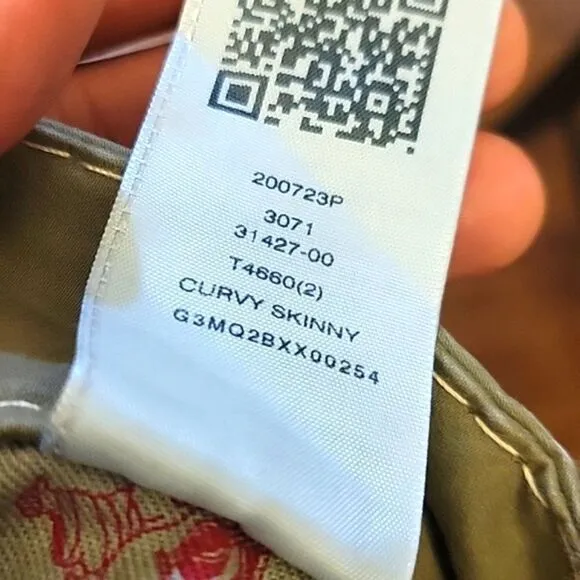 200723P
3071
31427-00
T4660(2)
CURVY SKINNY
G3MQ2BXX00254